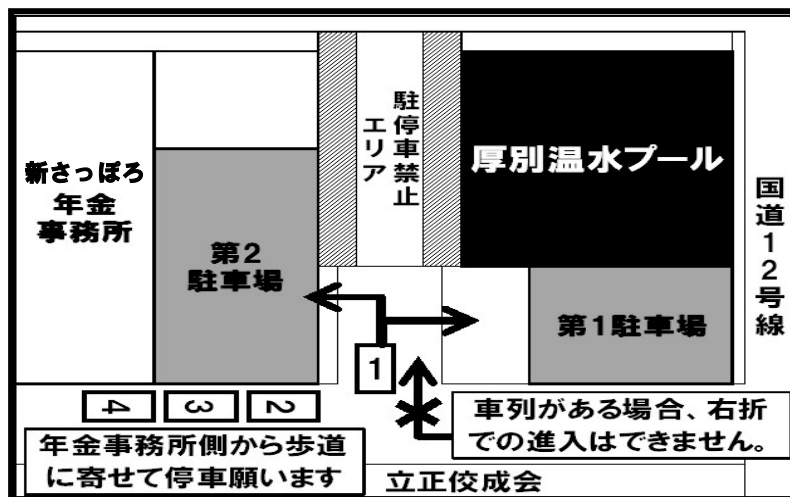 新さっぽろ
年金
事務所
第2
駐車場
駐停車禁止
エリア
厚別温水プール
第1駐車場
国道12号線
1
2
3
4
車列がある場合、右折
での進入はできません。
年金事務所側から歩道
に寄せて停車願います
立正佼成会